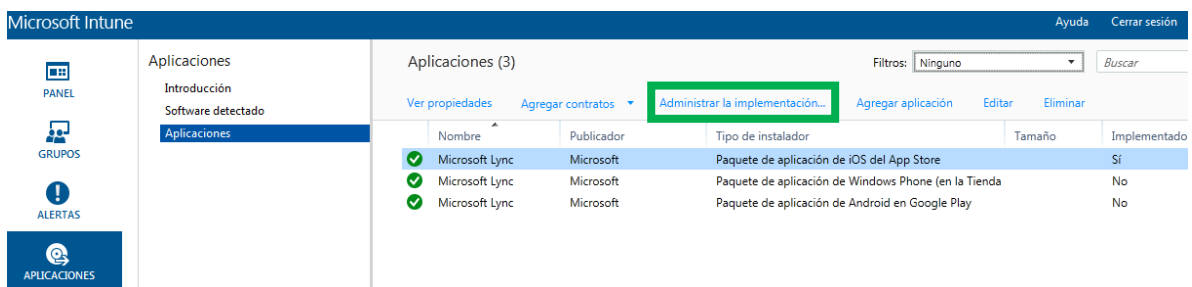 Microsoft Intune
Ayuda Cerrar sesión
PANEL
GRUPOS
ALERTAS
APLICACIONES
Aplicaciones
Introducción
Software detectado
Aplicaciones
Aplicaciones (3)
Filtros: Ninguno Buscar
Ver propiedades Agregar contratos Administrar la implementación... Agregar aplicación Editar Eliminar
Nombre Publicador Tipo de instalador Tamaño Implementado
Microsoft Lync Microsoft Paquete de aplicación de iOS del App Store Sí
Microsoft Lync Microsoft Paquete de aplicación de Windows Phone (en la Tienda No
Microsoft Lync Microsoft Paquete de aplicación de Android en Google Play No